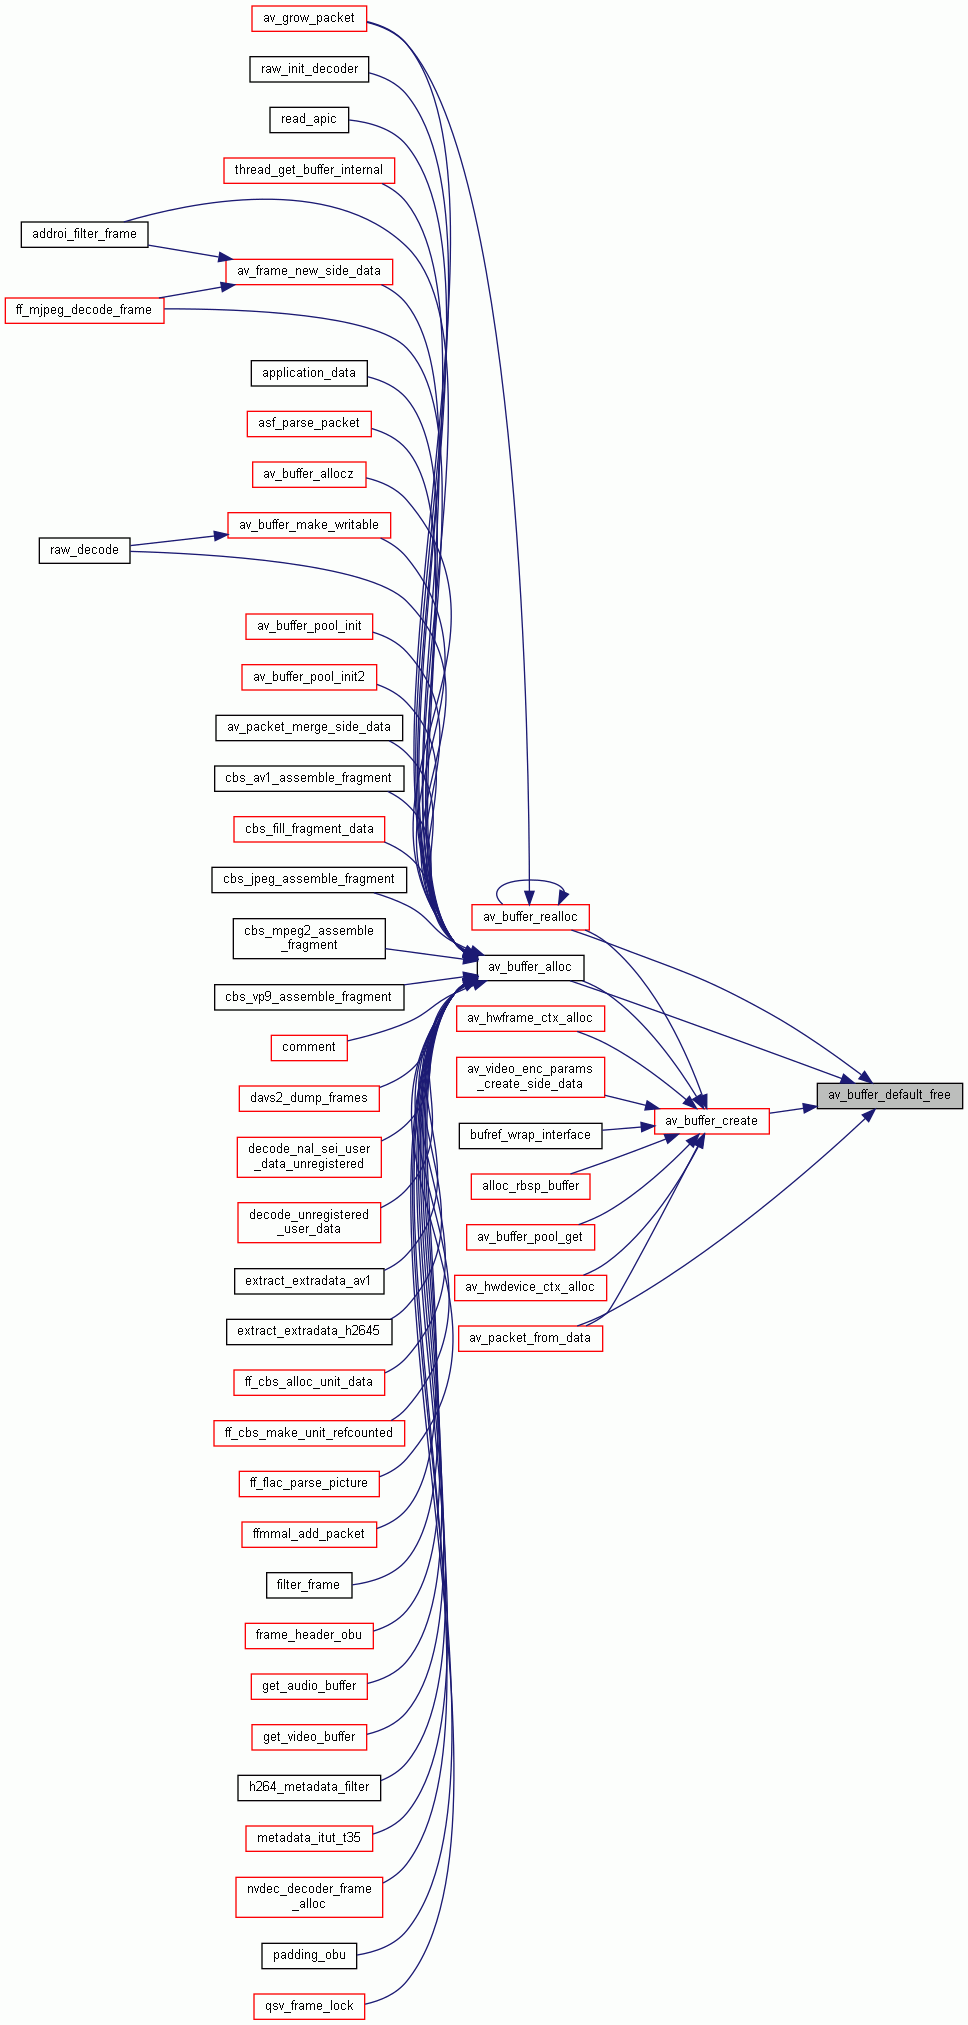 av_grow_packet
raw_init_decoder
read_apic
thread_get_buffer_internal
addroi_filter_frame
av_frame_new_side_data
ff_mjpeg_decode_frame
application_data
asf_parse_packet
av_buffer_allocz
av_buffer_make_writable
raw_decode
av_buffer_pool_init
av_buffer_pool_init2
av_packet_merge_side_data
cbs_av1_assemble_fragment
cbs_fill_fragment_data
cbs_jpeg_assemble_fragment
cbs_mpeg2_assemble
_fragment
cbs_vp9_assemble_fragment
comment
davs2_dump_frames
decode_nal_sei_user
_data_unregistered
decode_unregistered
_user_data
extract_extradata_av1
extract_extradata_h2645
ff_cbs_alloc_unit_data
ff_cbs_make_unit_refcounted
ff_flac_parse_picture
ffmmal_add_packet
filter_frame
frame_header_obu
get_audio_buffer
get_video_buffer
h264_metadata_filter
metadata_itut_t35
nvdec_decoder_frame
_alloc
padding_obu
qsv_frame_lock
av_buffer_realloc
av_buffer_alloc
av_hwframe_ctx_alloc
av_video_enc_params
_create_side_data
bufref_wrap_interface
alloc_rbsp_buffer
av_buffer_pool_get
av_hwdevice_ctx_alloc
av_packet_from_data
av_buffer_create
av_buffer_default_free